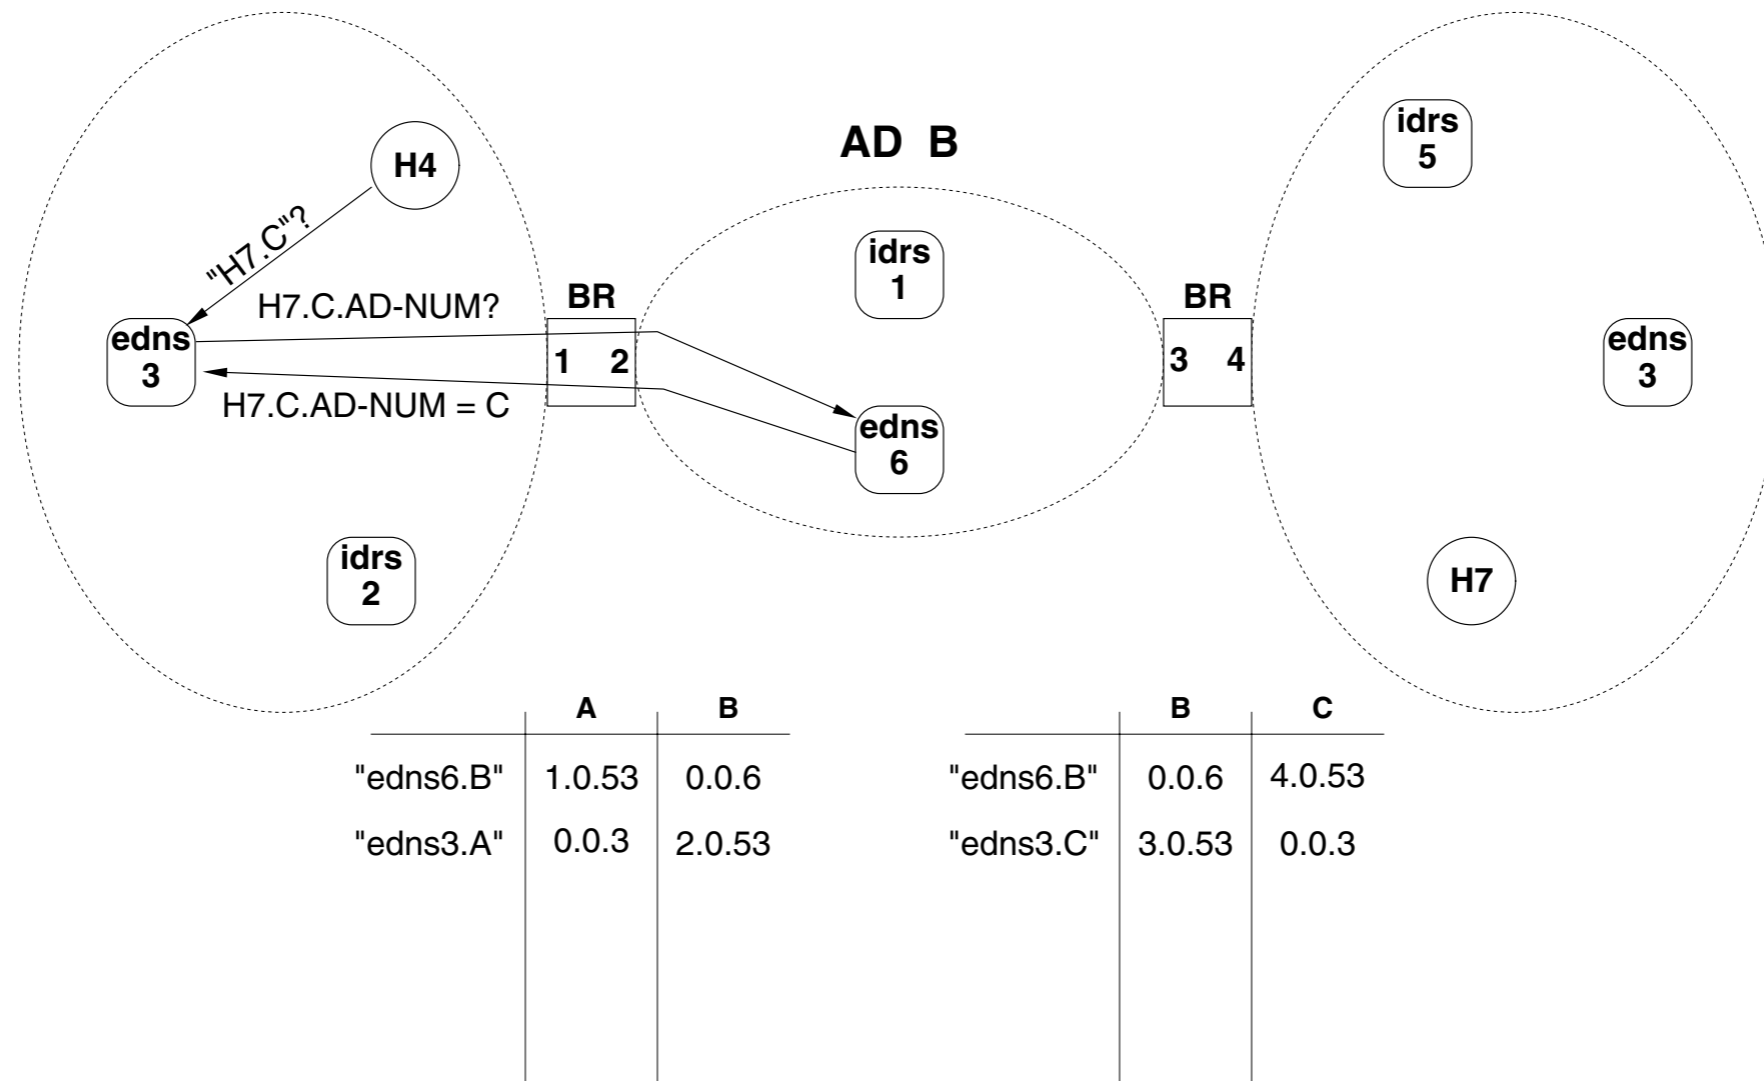 AD B
idrs
5
H4
"H7.C"?
idrs
1
H7.C.AD-NUM?
BR
BR
edns
3
1 2
3 4
edns
3
H7.C.AD-NUM = C
edns
6
idrs
2
H7
A B
"edns6.B" 1.0.53 0.0.6
"edns3.A" 0.0.3 2.0.53
B C
"edns6.B" 0.0.6 4.0.53
"edns3.C" 3.0.53 0.0.3